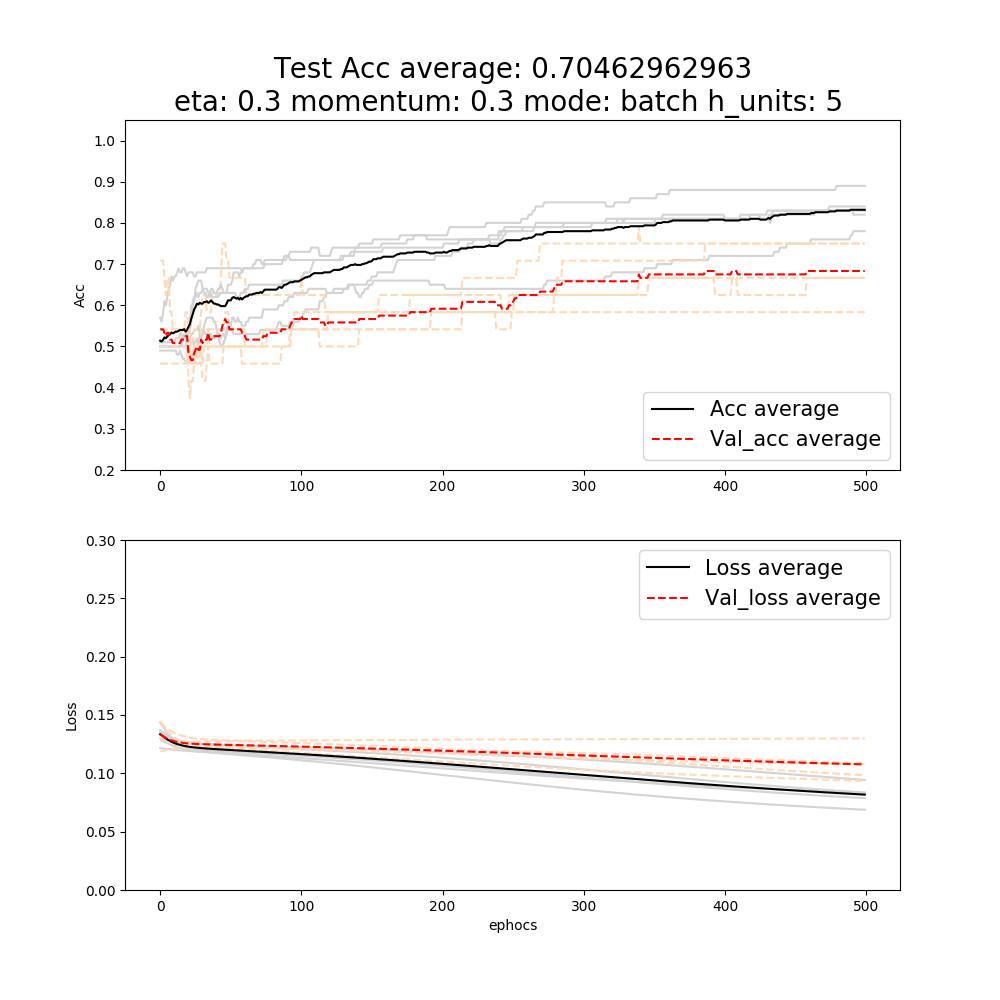 Test Acc average: 0.70462962963
eta: 0.3 momentum: 0.3 mode: batch h_units: 5
1.0
0.9
0.8
0.7
0.6
0.5
0.4
0.3
0.2
Acc
Acc average
Val_acc average
0 100 200 300 400 500
0.30
0.25
0.20
0.15
0.10
0.05
0.00
Loss
Loss average
Val_loss average
0 100 200 300 400 500
ephocs